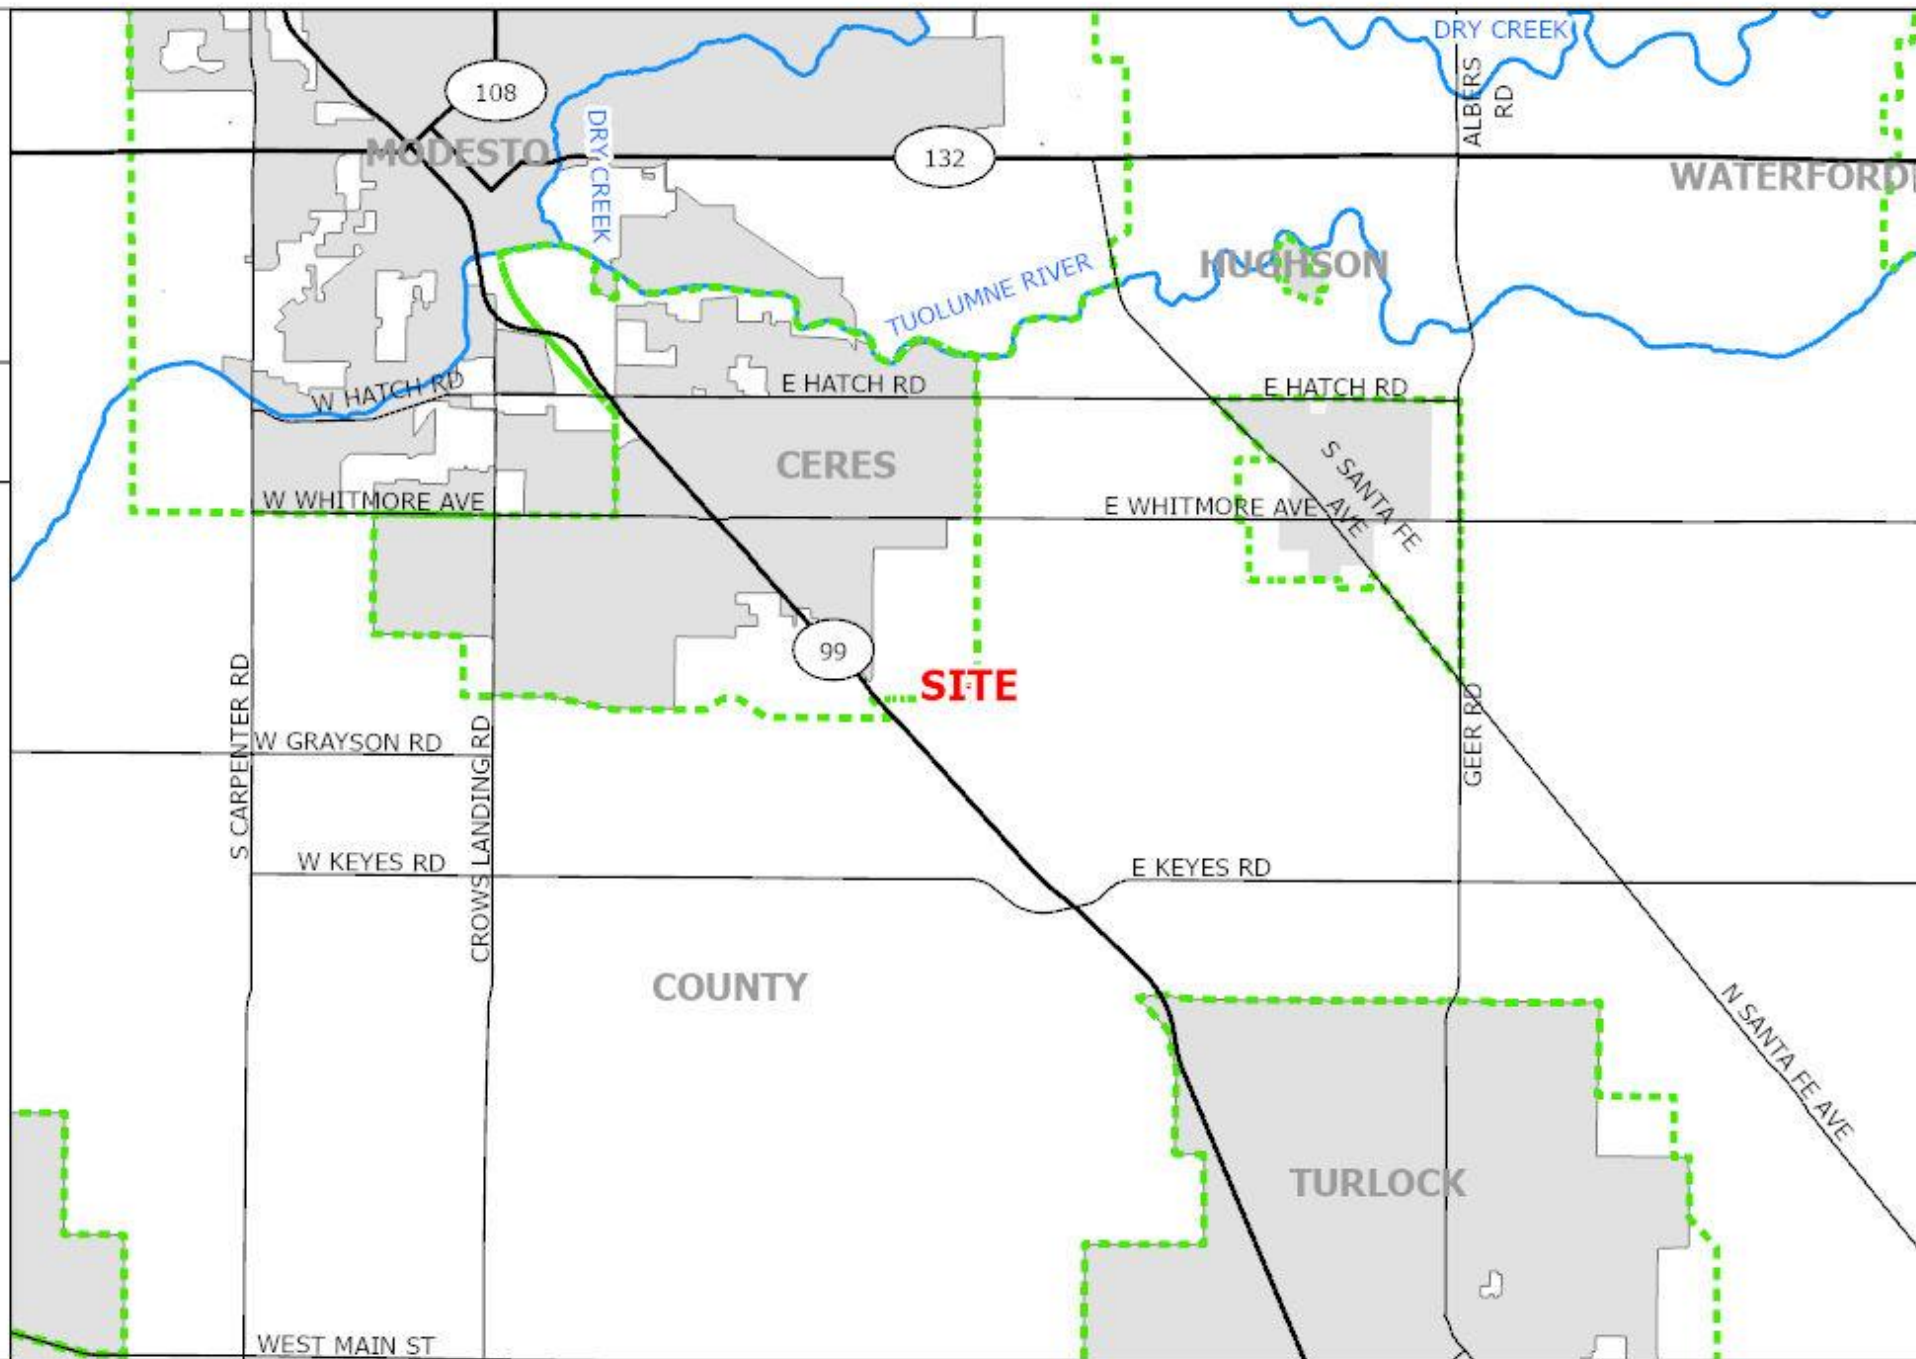 DRY CREEK
ALBERS
RD
108
MODESTO
DRY CREEK
132
WATERFORD
HUGHSON
TUOLUMNE RIVER
W HATCH RD
E HATCH RD
E HATCH RD
CERES
S SANTA FE
AVE
W WHITMORE AVE
E WHITMORE AVE
99
SITE
S CARPENTER RD
CROWS LANDING RD
GEER RD
W GRAYSON RD
W KEYES RD
E KEYES RD
COUNTY
N SANTA FE AVE
TURLOCK
WEST MAIN ST